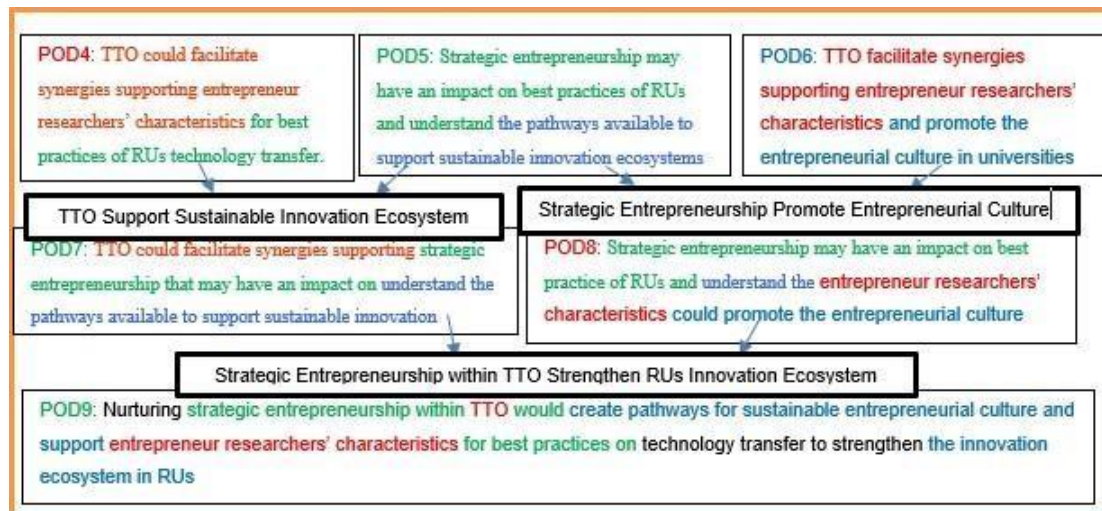 POD4: TTO could facilitate
synergies supporting entrepreneur
researchers' characteristics for best
practices of RUs technology transfer.
POD5: Strategic entrepreneurship may
have an impact on best practices of RUs
and understand the pathways available to
support sustainable innovation ecosystems
POD6: TTO facilitate synergies
supporting entrepreneur researchers'
characteristics and promote the
entrepreneurial culture in universities
TTO Support Sustainable Innovation Ecosystem
Strategic Entrepreneurship Promote Entrepreneurial Culture
POD7: TTO could facilitate synergies supporting strategic
entrepreneurship that may have an impact on understand the
pathways available to support sustainable innovation
POD8: Strategic entrepreneurship may have an impact on best
practice of RUs and understand the entrepreneur researchers'
characteristics could promote the entrepreneurial culture
Strategic Entrepreneurship within TTO Strengthen RUs Innovation Ecosystem
POD9: Nurturing strategic entrepreneurship within TTO would create pathways for sustainable entrepreneurial culture and
support entrepreneur researchers' characteristics for best practices on technology transfer to strengthen the innovation
ecosystem in RUs